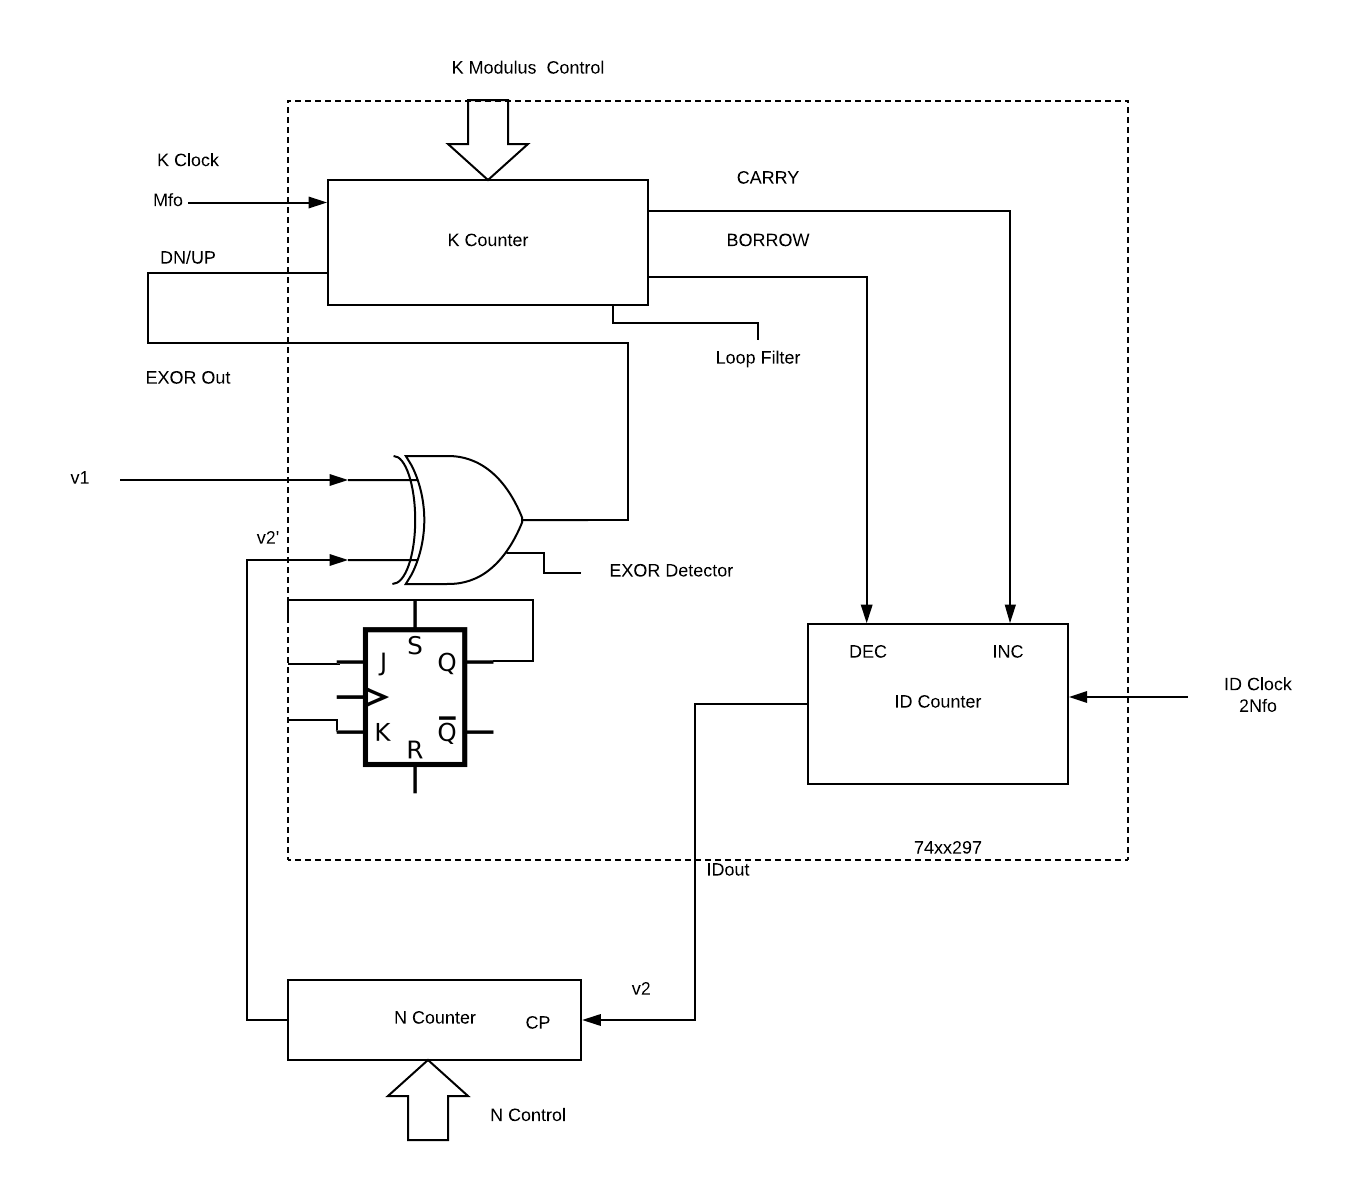 K Modulus  Control
K Clock
Mfo
DN/UP
K Counter
CARRY
BORROW
Loop Filter
EXOR Out
v1
v2'
EXOR Detector
S
J
Q
K
Q̅
R
DEC
INC
ID Counter
ID Clock
2Nfo
74xx297
IDout
v2
N Counter
CP
N Control